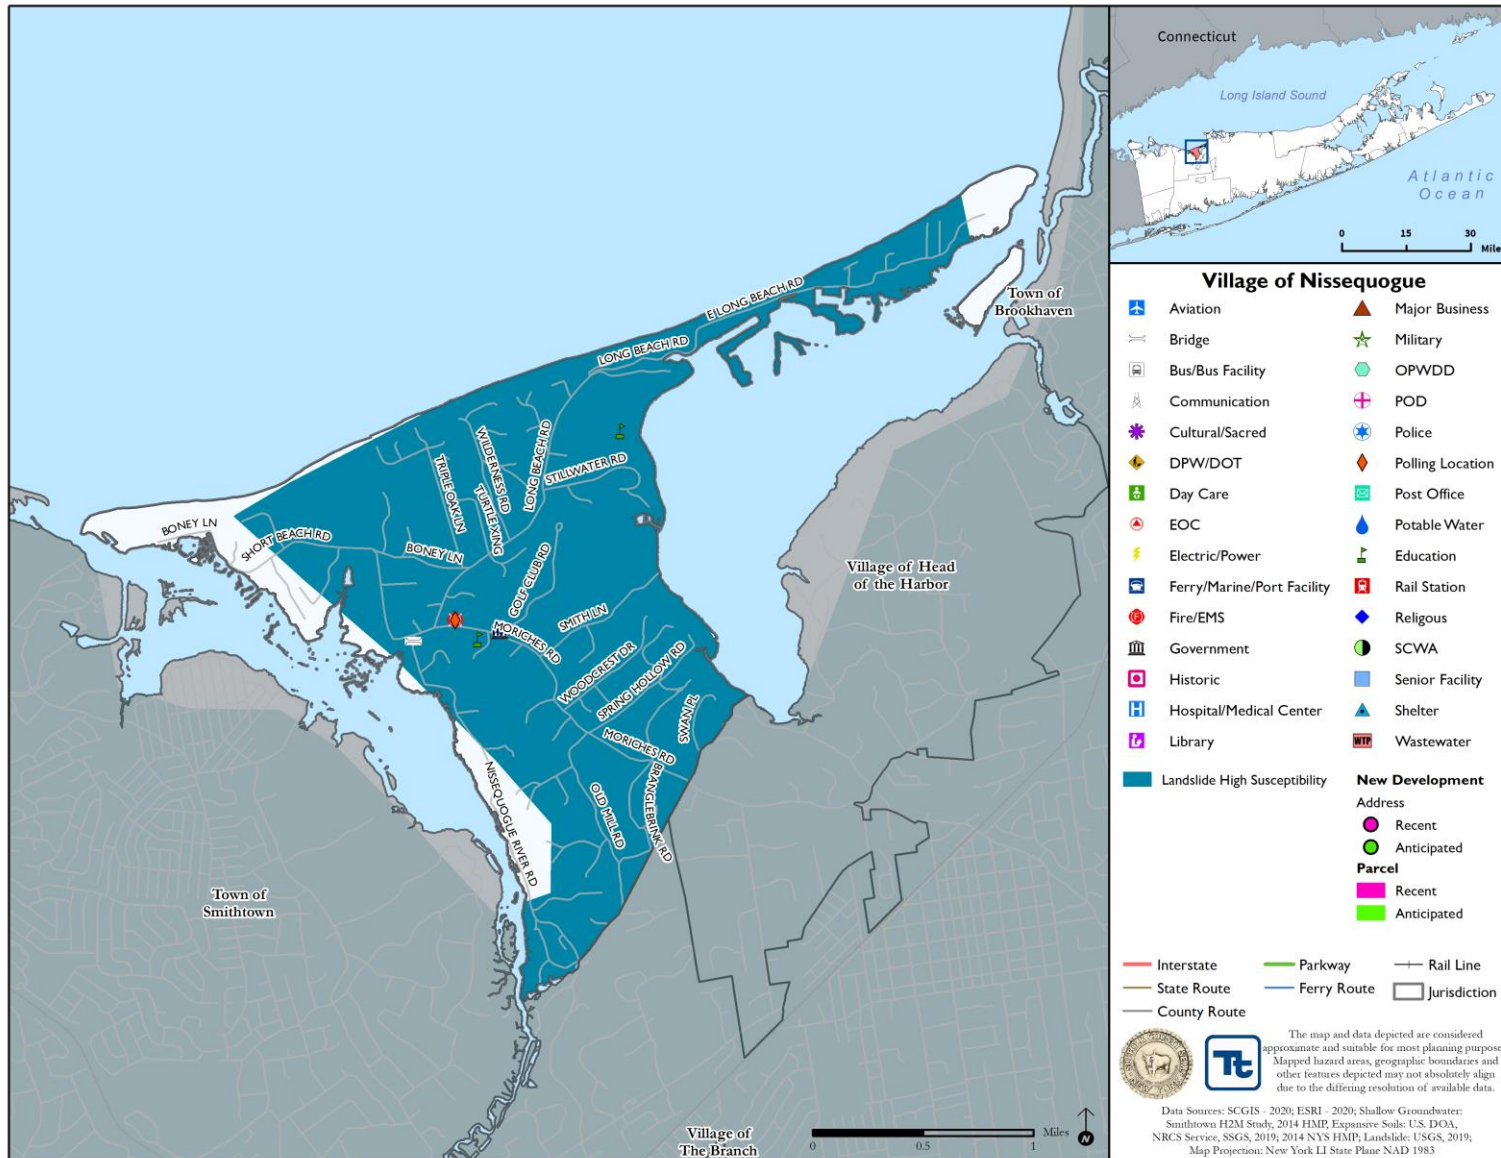 Connecticut
Long Island Sound
Atlantic
Ocean
0 15 30
Mile
Village of Nissequogue
Aviation
Bridge
Bus/Bus Facility
Communication
Cultural/Sacred
DPW/DOT
Day Care
EOC
Electric/Power
Ferry/Marine/Port Facility
Fire/EMS
Government
Historic
Hospital/Medical Center
Library
Major Business
Military
OPWDD
POD
Police
Polling Location
Post Office
Potable Water
Education
Rail Station
Religous
SCWA
Senior Facility
Shelter
WTP Wastewater
Landslide High Susceptibility
New Development
Address
Recent
Anticipated
Parcel
Recent
Anticipated
Interstate
State Route
County Route
Parkway
Ferry Route
Rail Line
Jurisdiction
Tt
The map and data depicted are considered
approximate and suitable for most planning purpose
Mapped hazard areas, geographic boundaries and
other features depicted may not absolutely align
due to the differing resolution of available data.
Data Sources: SCGIS - 2020; ESRI - 2020; Shallow Groundwater:
Smithtown H2M Study, 2014 HMP, Expansive Soils: U.S. DOA,
NRCS Service, SSGS, 2019; 2014 NYS HMP; Landslide: USGS, 2019;
Map Projection: New York LI State Plane NAD 1983
Town of
Brookhaven
E LONG BEACH RD
LONG BEACH RD
WILDERNESS RD
TRIPLE OAK LN
TURTLE XING
LONG BEACH RD
STILLWATER RD
BONEY LN
SHORT BEACH RD
BONEY LN
GOLF CLUB RD
Village of Head
of the Harbor
SMITH LN
MORICHES RD
WOODCREST DR
SPRING HOLLOW RD
SWAN PL
MORICHES RD
BRANGLEBRINK RD
OLD MILL RD
NISSEQUOGUE RIVER RD
Town of
Smithtown
Village of
The Branch
0 0.5 1
Miles
N